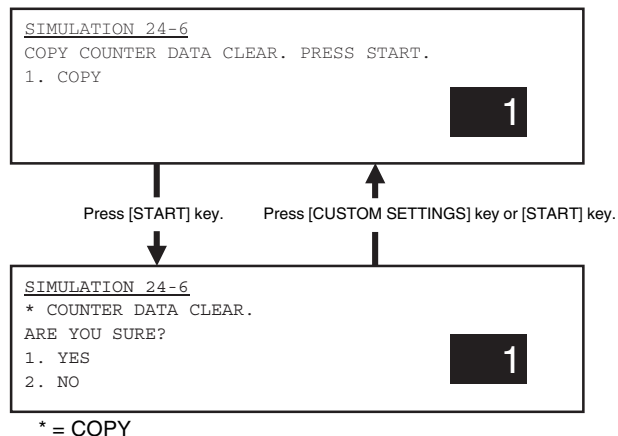 SIMULATION 24-6
COPY COUNTER DATA CLEAR. PRESS START.
1. COPY
1
Press [START] key.
Press [CUSTOM SETTINGS] key or [START] key.
SIMULATION 24-6
* COUNTER DATA CLEAR.
ARE YOU SURE?
1. YES
2. NO
1
* = COPY